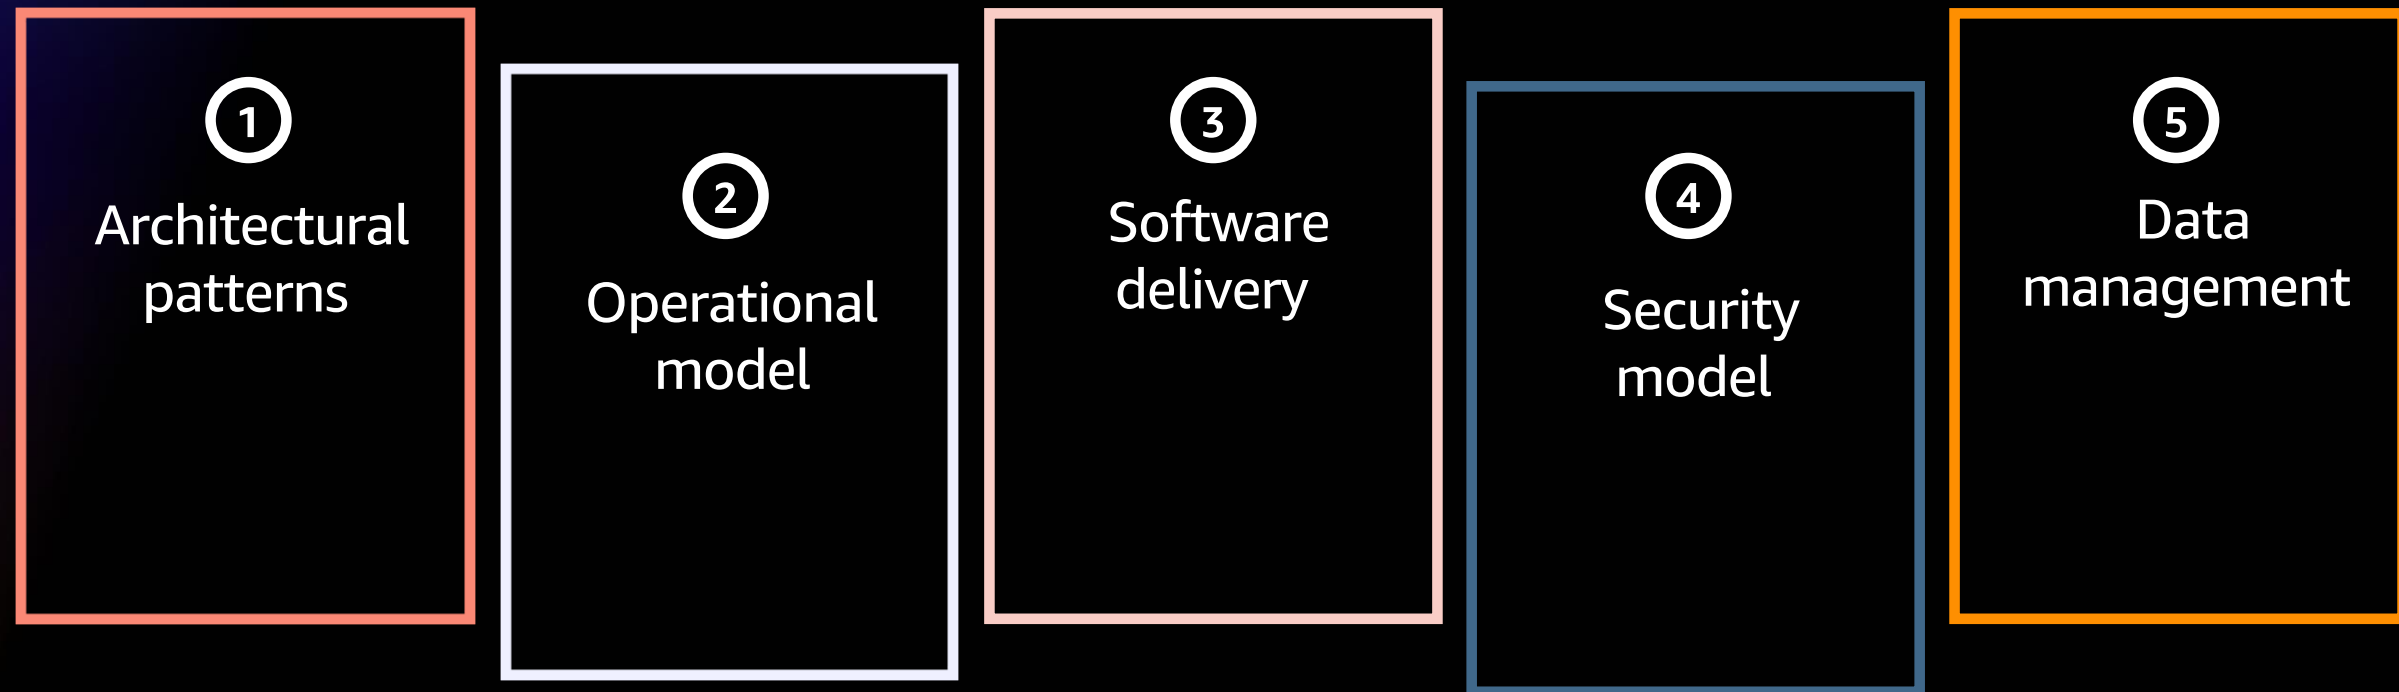 1
Architectural
patterns
2
Operational
model
3
Software
delivery
4
Security
model
5
Data
management